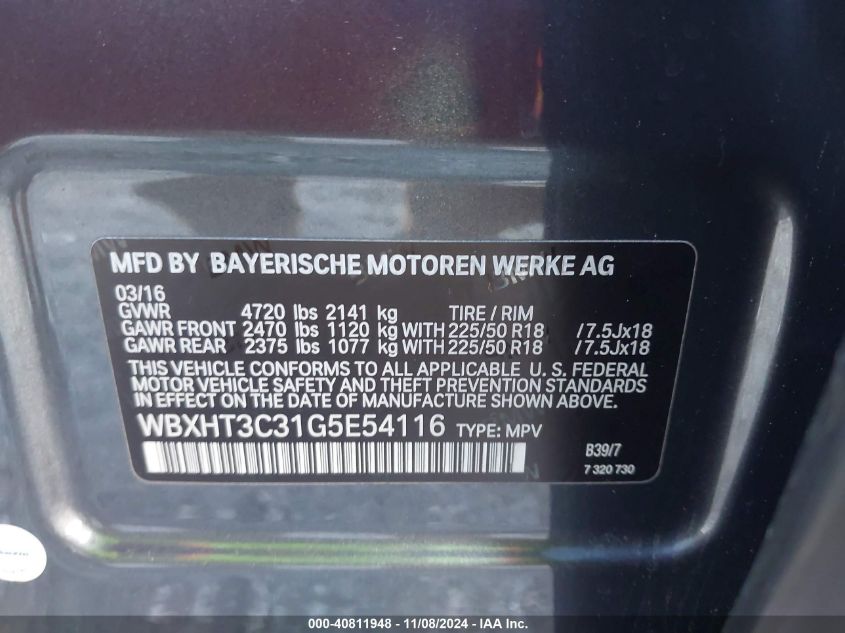 MFD BY BAYERISCHE MOTOREN WERKE AG
03/16
GVWR 4720 lbs 2141 kg TIRE / RIM
GAWR FRONT 2470 lbs 1120 kg WITH 225/50 R18 /7.5Jx18
GAWR REAR 2375 lbs 1077 kg WITH 225/50 R18 /7.5Jx18
THIS VEHICLE CONFORMS TO ALL APPLICABLE U. S. FEDERAL
MOTOR VEHICLE SAFETY AND THEFT PREVENTION STANDARDS
IN EFFECT ON THE DATE OF MANUFACTURE SHOWN ABOVE.
WBXHT3C31G5E54116 TYPE: MPV
B39/7
7 320 730
000-40811948 - 11/08/2024 - IAA Inc.